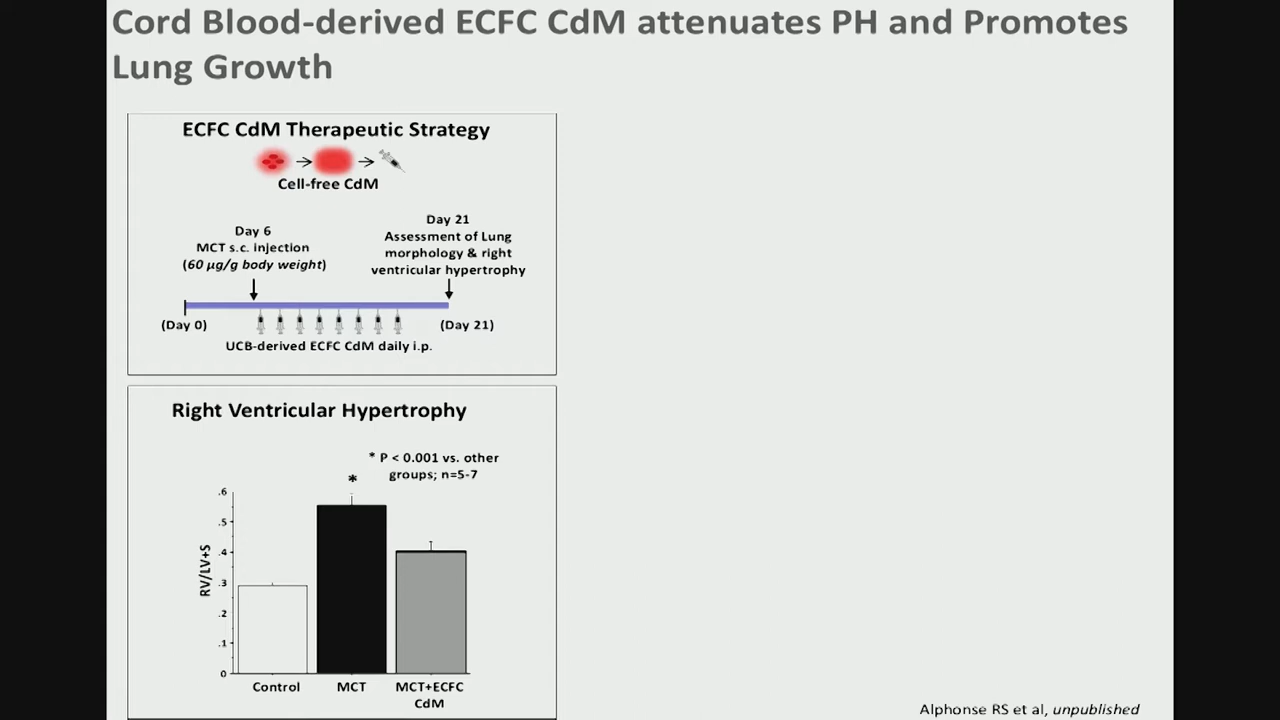 Cord Blood-derived ECFC CdM attenuates PH and Promotes
Lung Growth
ECFC CdM Therapeutic Strategy
Cell-free CdM
Day 6
MCT s.c. injection
(60 µg/g body weight)
Day 21
Assessment of Lung
morphology & right
ventricular hypertrophy
(Day 0)
(Day 21)
UCB-derived ECFC CdM daily i.p.
Right Ventricular Hypertrophy
* P < 0.001 vs. other
groups; n=5-7
*
RV/LV+S
.6
.5
.4
.3
.2
.1
0
Control
MCT
MCT+ECFC
CdM
Alphonse RS et al, unpublished